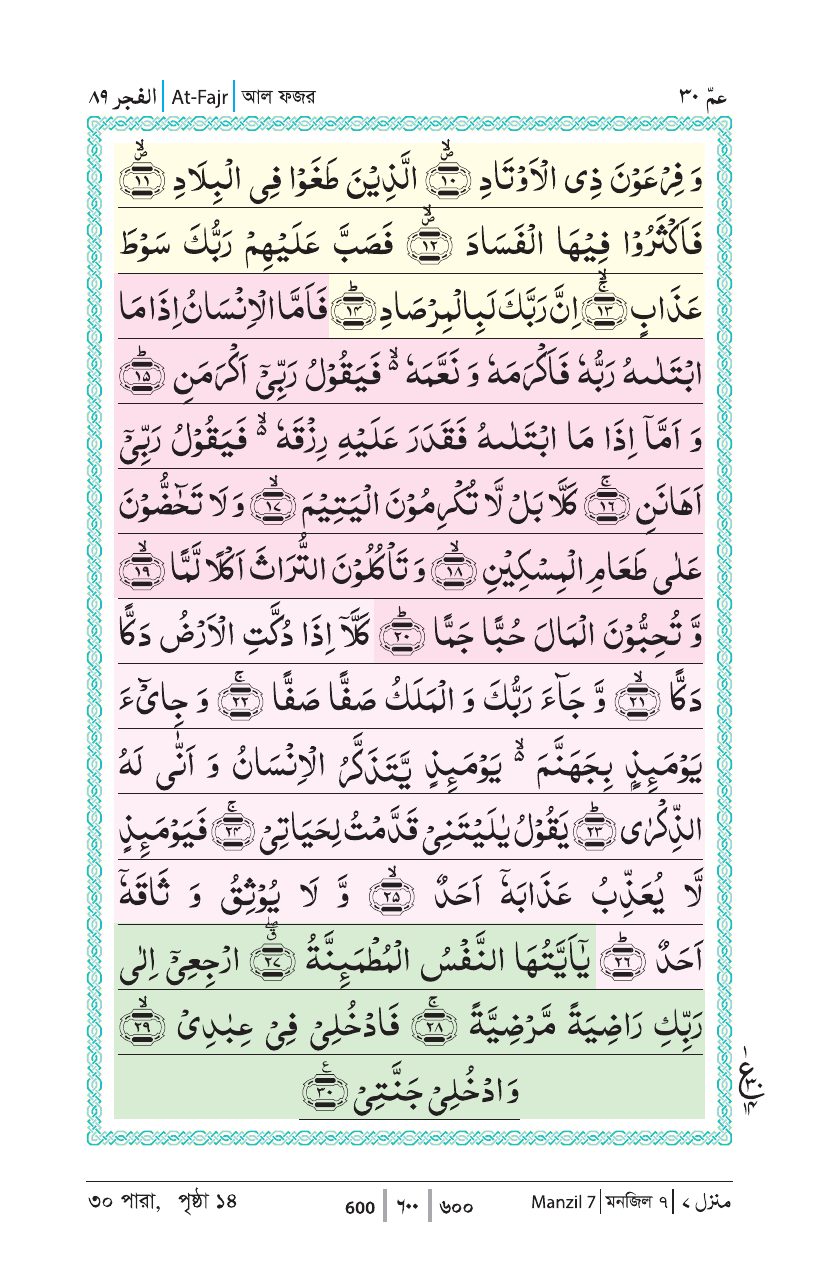 الفجر ٨٩ | At-Fajr | আল ফজর عمّ ٣٠
وَ فِرْعَوْنَ ذِی الْاَوْتَادِ ﴿١٠﴾ۙ الَّذِیْنَ طَغَوْا فِی الْبِلَادِ ﴿١١﴾ۙ
فَاَكْثَرُوْا فِیْهَا الْفَسَادَ ﴿١٢﴾ۙ فَصَبَّ عَلَیْهِمْ رَبُّكَ سَوْطَ
عَذَابٍ ﴿١٣﴾ۚ اِنَّ رَبَّكَ لَبِالْمِرْصَادِ ﴿١٤﴾ؕ فَاَمَّا الْاِنْسَانُ اِذَا مَا
ابْتَلٰىهُ رَبُّهٗ فَاَكْرَمَهٗ وَ نَعَّمَهٗ ۙ۬ فَیَقُوْلُ رَبِّیْۤ اَكْرَمَنِ ﴿١٥﴾ؕ
وَ اَمَّاۤ اِذَا مَا ابْتَلٰىهُ فَقَدَرَ عَلَیْهِ رِزْقَهٗ ۙ۬ فَیَقُوْلُ رَبِّیْۤ
اَهَانَنِ ﴿١٦﴾ۚ كَلَّا بَلْ لَّا تُكْرِمُوْنَ الْیَتِیْمَ ﴿١٧﴾ۙ وَ لَا تَحٰٓضُّوْنَ
عَلٰی طَعَامِ الْمِسْكِیْنِ ﴿١٨﴾ۙ وَ تَاْكُلُوْنَ التُّرَاثَ اَكْلًا لَّمًّا ﴿١٩﴾ۙ
وَّ تُحِبُّوْنَ الْمَالَ حُبًّا جَمًّا ﴿٢٠﴾ؕ كَلَّاۤ اِذَا دُكَّتِ الْاَرْضُ دَكًّا
دَكًّا ﴿٢١﴾ۙ وَّ جَآءَ رَبُّكَ وَ الْمَلَكُ صَفًّا صَفًّا ﴿٢٢﴾ۚ وَ جِایْٓءَ
یَوْمَىِٕذٍۭ بِجَهَنَّمَ ۙ۬ یَوْمَىِٕذٍ یَّتَذَكَّرُ الْاِنْسَانُ وَ اَنّٰی لَهُ
الذِّكْرٰی ﴿٢٣﴾ؕ یَقُوْلُ یٰلَیْتَنِیْ قَدَّمْتُ لِحَیَاتِیْ ﴿٢٤﴾ۚ فَیَوْمَىِٕذٍ
لَّا یُعَذِّبُ عَذَابَهٗۤ اَحَدٌ ﴿٢٥﴾ۙ وَّ لَا یُوْثِقُ وَ ثَاقَهٗۤ
اَحَدٌ ﴿٢٦﴾ؕ یٰۤاَیَّتُهَا النَّفْسُ الْمُطْمَىِٕنَّةُ ﴿٢٧﴾ۗۖ ارْجِعِیْۤ اِلٰی
رَبِّكِ رَاضِیَةً مَّرْضِیَّةً ﴿٢٨﴾ۚ فَادْخُلِیْ فِیْ عِبٰدِیْ ﴿٢٩﴾ۙ
وَ ادْخُلِیْ جَنَّتِیْ ﴿٣٠﴾
١ ع ٣٠ ١٤
৩০ পারা, পৃষ্ঠা ১৪ 600 | ٦٠٠ | ৬০০ Manzil 7 | মনজিল ৭ | منزل ٧